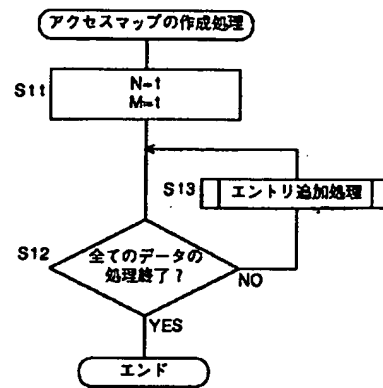 アクセスマップの作成処理
S11
N=1
M=1
S13
エントリ追加処理
S12
全てのデータの
処理終了?
NO
YES
エンド